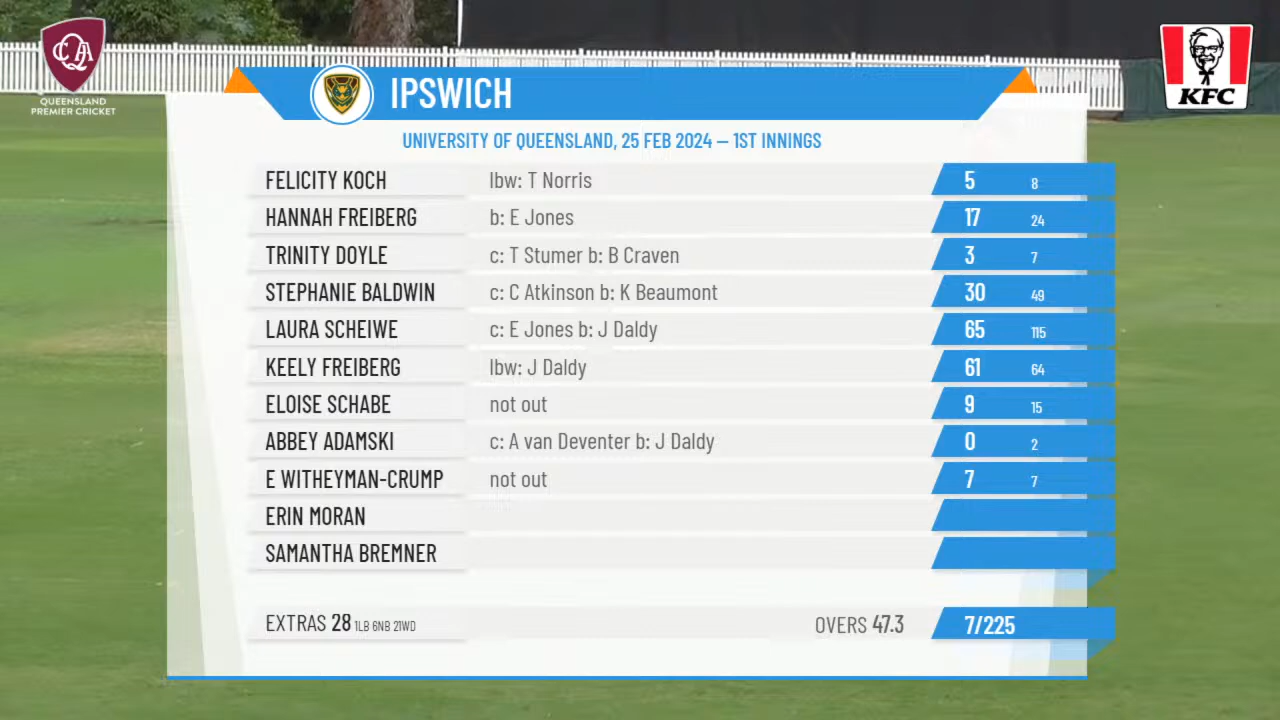 CQA
QUEENSLAND
PREMIER CRICKET
KFC
IPSWICH
UNIVERSITY OF QUEENSLAND, 25 FEB 2024 – 1ST INNINGS
FELICITY KOCH lbw: T Norris 5 8
HANNAH FREIBERG b: E Jones 17 24
TRINITY DOYLE c: T Stumer b: B Craven 3 7
STEPHANIE BALDWIN c: C Atkinson b: K Beaumont 30 49
LAURA SCHEIWE c: E Jones b: J Daldy 65 115
KEELY FREIBERG lbw: J Daldy 61 64
ELOISE SCHABE not out 9 15
ABBEY ADAMSKI c: A van Deventer b: J Daldy 0 2
E WITHEYMAN-CRUMP not out 7 7
ERIN MORAN
SAMANTHA BREMNER
EXTRAS 28 1LB 6NB 21WD OVERS 47.3 7/225